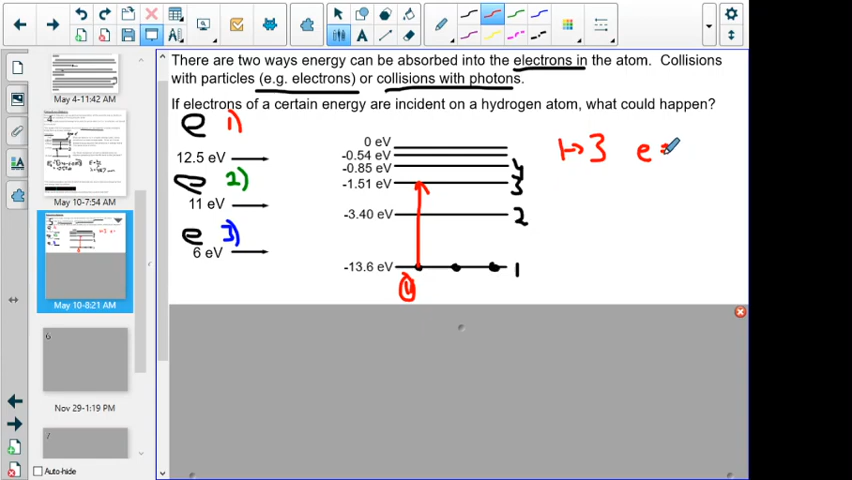 There are two ways energy can be absorbed into the electrons in the atom. Collisions
with particles (e.g. electrons) or collisions with photons.
If electrons of a certain energy are incident on a hydrogen atom, what could happen?
e 1)
12.5 eV
e 2)
11 eV
e 3)
6 eV
0 eV
-0.54 eV
-0.85 eV 4
-1.51 eV 3
-3.40 eV 2
-13.6 eV 1
1→3 e
May 4-11:42 AM
May 10-7:54 AM
May 10-8:21 AM
6
Nov 29-1:19 PM
7
Auto-hide